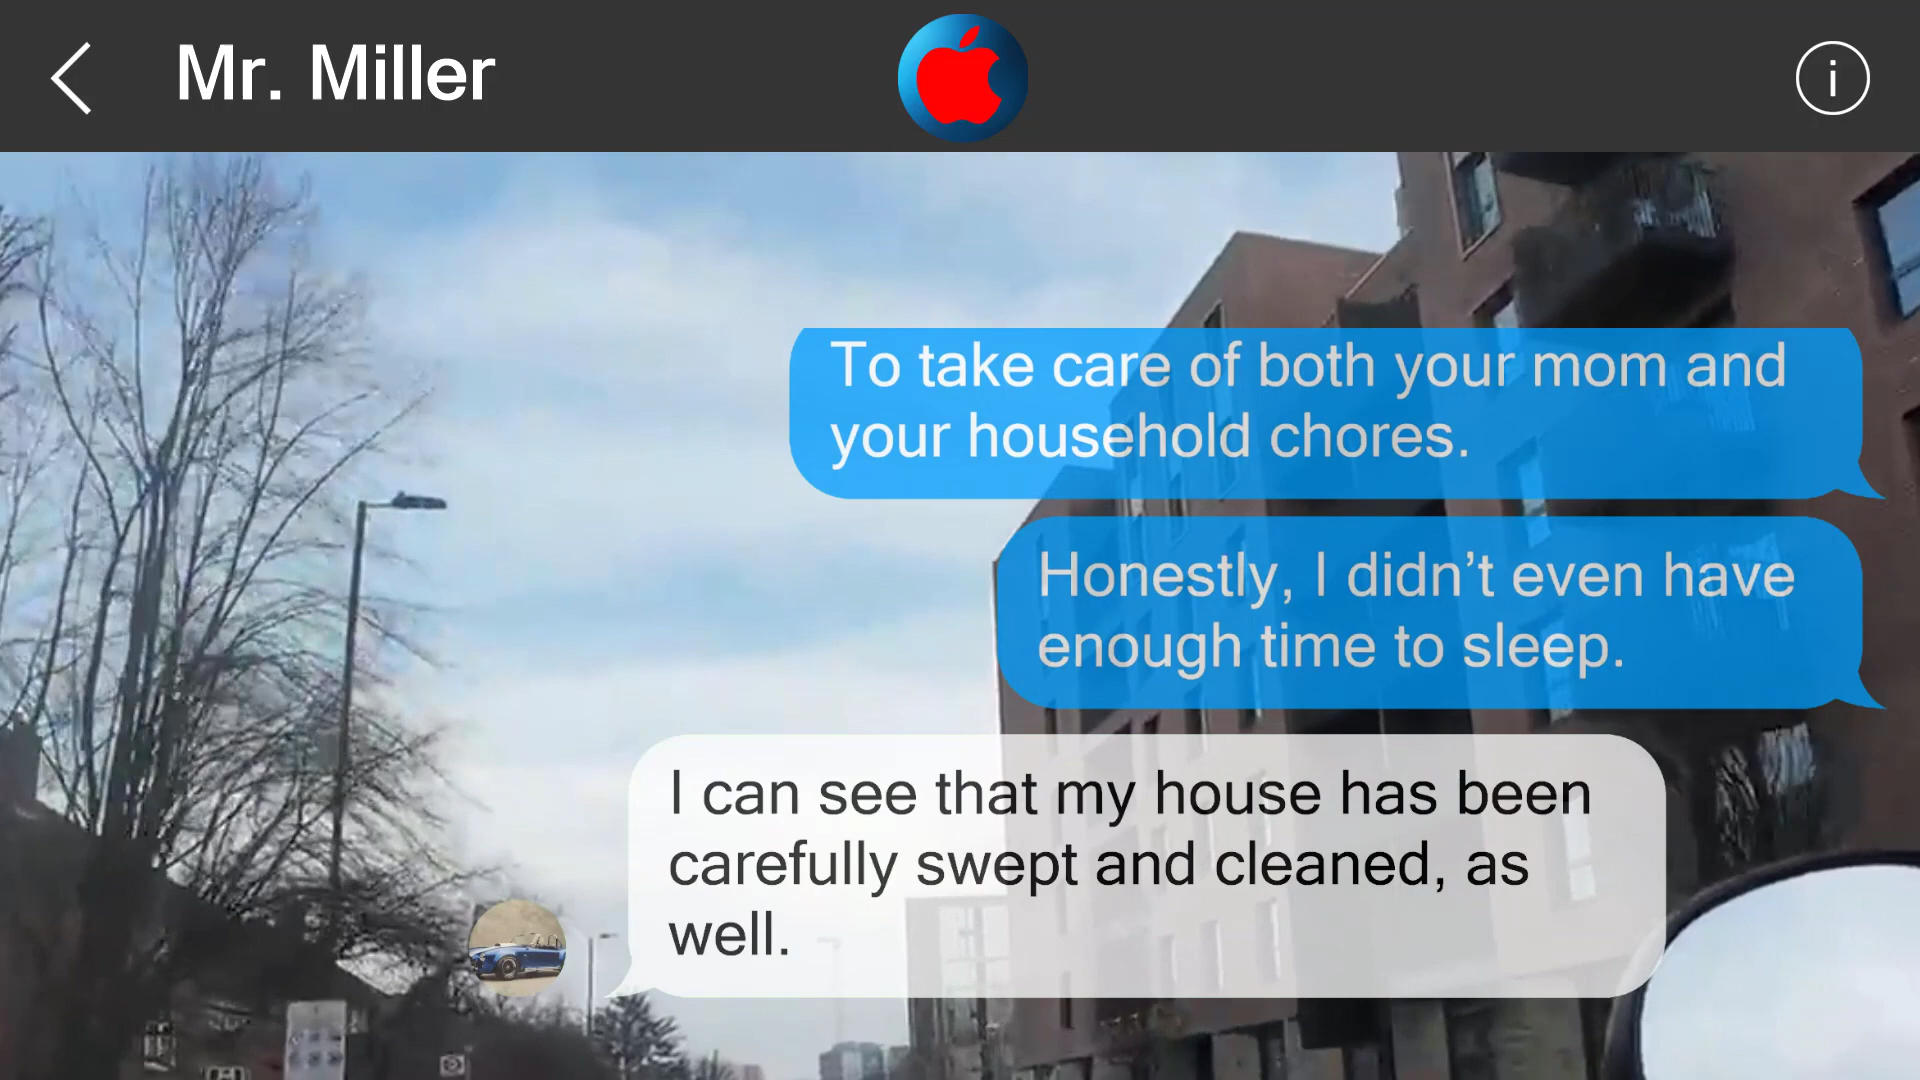 Mr. Miller
i
To take care of both your mom and
your household chores.
Honestly, I didn’t even have
enough time to sleep.
I can see that my house has been
carefully swept and cleaned, as
well.